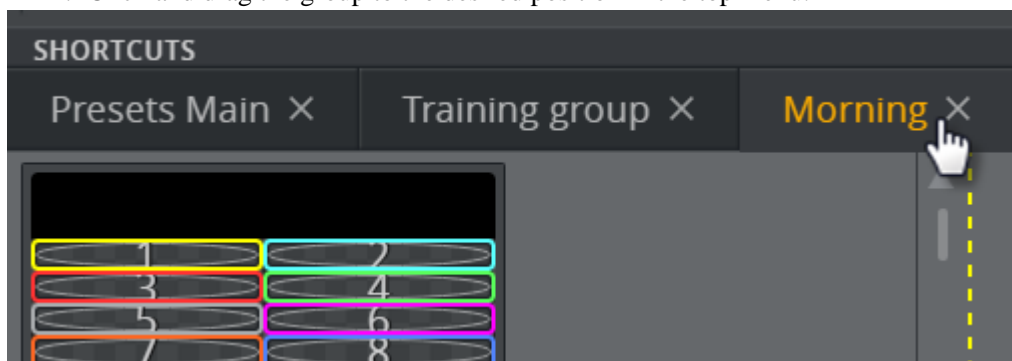 SHORTCUTS
Presets Main × Training group × Morning ×
1 2
3 4
5 6
7 8